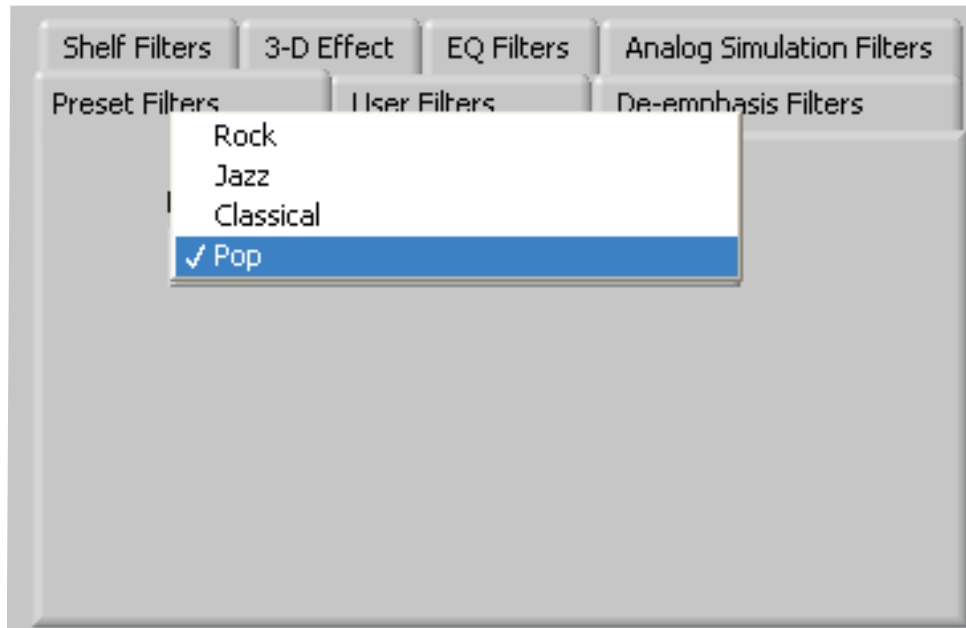 Shelf Filters 3-D Effect EQ Filters Analog Simulation Filters
Preset Filters User Filters De-emphasis Filters
Rock
Jazz
Classical
✓ Pop